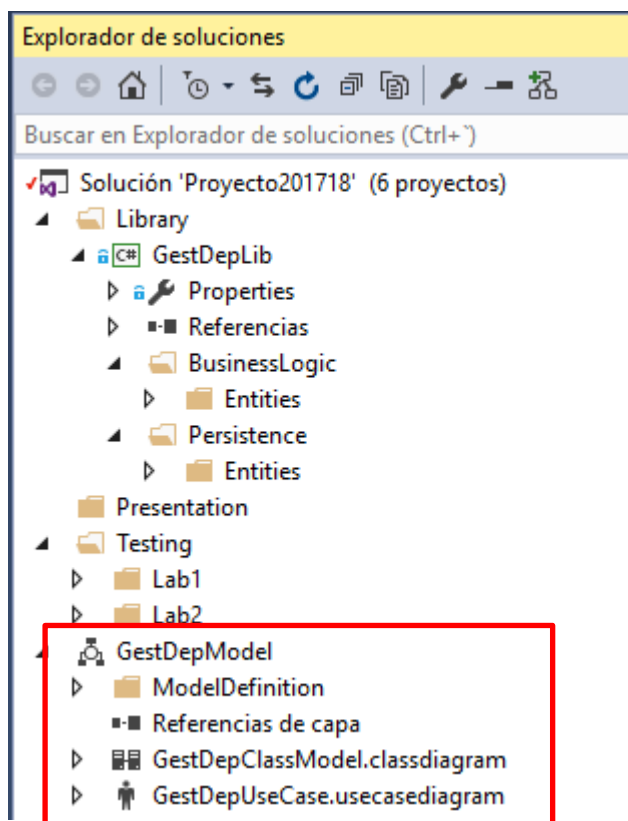 Explorador de soluciones
Buscar en Explorador de soluciones (Ctrl+`)
Solución 'Proyecto201718' (6 proyectos)
Library
C# GestDepLib
Properties
Referencias
BusinessLogic
Entities
Persistence
Entities
Presentation
Testing
Lab1
Lab2
GestDepModel
ModelDefinition
Referencias de capa
GestDepClassModel.classdiagram
GestDepUseCase.usecasediagram